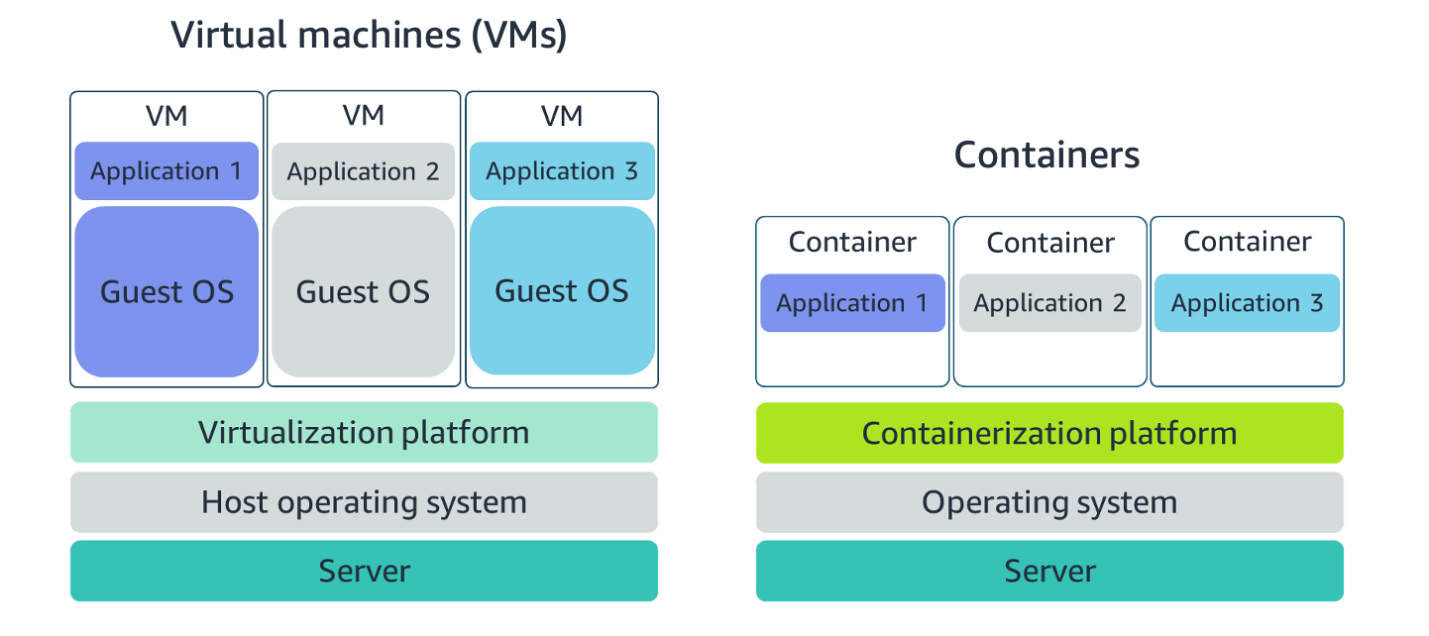 Virtual machines (VMs)
VM
VM
VM
Application 1
Application 2
Application 3
Guest OS
Guest OS
Guest OS
Virtualization platform
Host operating system
Server
Containers
Container
Container
Container
Application 1
Application 2
Application 3
Containerization platform
Operating system
Server